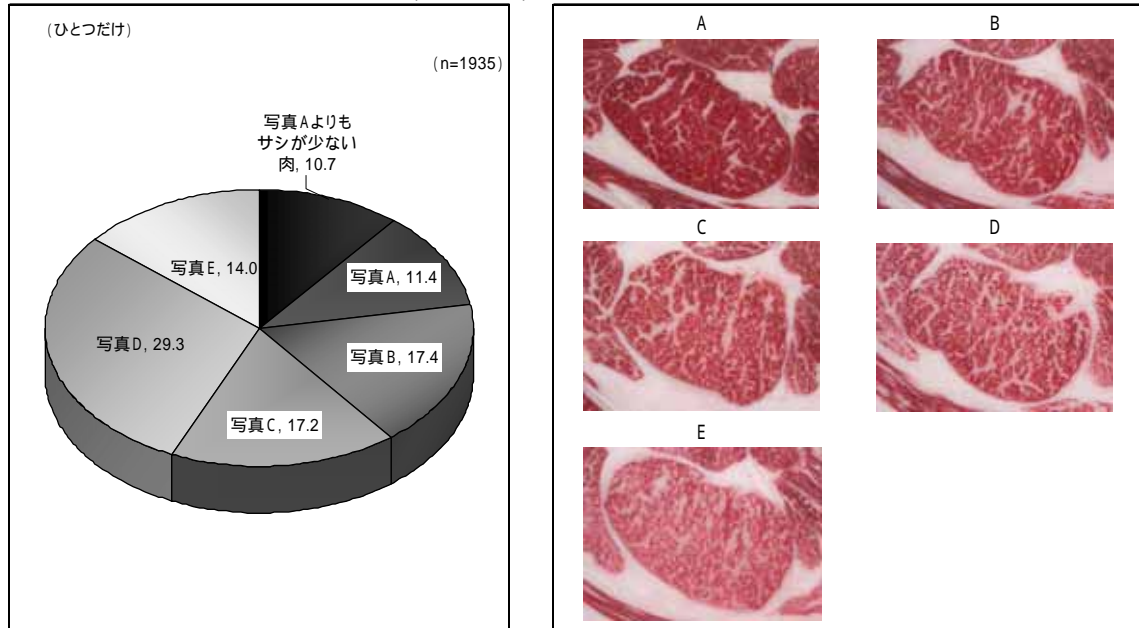 (ひとつだけ)
(n=1935)
写真Aよりも
サシが少ない
肉, 10.7
写真A, 11.4
写真B, 17.4
写真C, 17.2
写真D, 29.3
写真E, 14.0
A
B
C
D
E